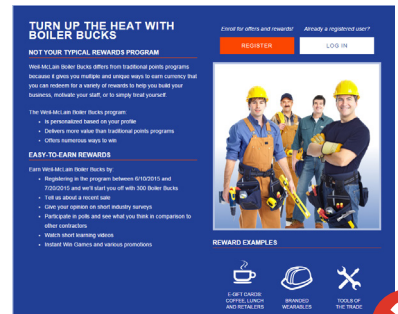 TURN UP THE HEAT WITH
BOILER BUCKS
NOT YOUR TYPICAL REWARDS PROGRAM
Weil-McLain Boiler Bucks differs from traditional points programs
because it gives you multiple and unique ways to earn currency that
you can redeem for a variety of rewards to help you build your
business, motivate your staff, or to simply treat yourself.
The Weil-McLain Boiler Bucks program:
• Is personalized based on your profile
• Delivers more value than traditional points programs
• Offers numerous ways to win
EASY-TO-EARN REWARDS
Earn Weil-McLain Boiler Bucks by:
• Registering in the program between 6/10/2015 and
7/20/2015 and we'll start you off with 300 Boiler Bucks
• Tell us about a recent sale
• Give your opinion on short industry surveys
• Participate in polls and see what you think in comparison to
other contractors
• Watch short learning videos
• Instant Win Games and various promotions
Enroll for offers and rewards!
REGISTER
Already a registered user?
LOG IN
REWARD EXAMPLES
E-GIFT CARDS:
COFFEE, LUNCH
AND RETAILERS
BRANDED
WEARABLES
TOOLS OF
THE TRADE